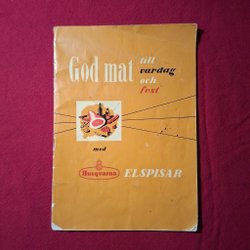 God mat till
vardag
och
fest
med
Husqvarna ELSPISAR